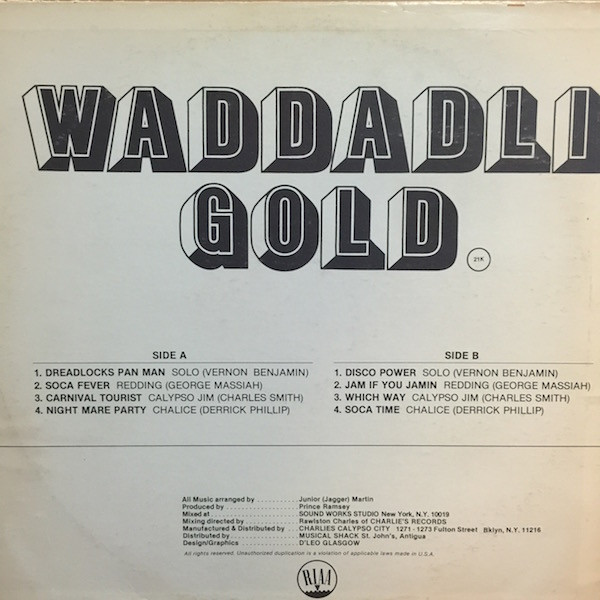 WADDADLI
GOLD
21K
SIDE A
1. DREADLOCKS PAN MAN SOLO (VERNON BENJAMIN)
2. SOCA FEVER REDDING (GEORGE MASSIAH)
3. CARNIVAL TOURIST CALYPSO JIM (CHARLES SMITH)
4. NIGHT MARE PARTY CHALICE (DERRICK PHILLIP)
SIDE B
1. DISCO POWER SOLO (VERNON BENJAMIN)
2. JAM IF YOU JAMIN REDDING (GEORGE MASSIAH)
3. WHICH WAY CALYPSO JIM (CHARLES SMITH)
4. SOCA TIME CHALICE (DERRICK PHILLIP)
All Music arranged by . . . . . . . . . Junior (Jagger) Martin
Produced by . . . . . . . . . Prince Ramsey
Mixed at . . . . . . . . . SOUND WORKS STUDIO New York, N.Y. 10019
Mixing directed by . . . . . . . . . Rawlston Charles of CHARLIE'S RECORDS
Manufactured & Distributed by . . . CHARLIES CALYPSO CITY 1271 - 1273 Fulton Street Bklyn, N.Y. 11216
Distributed by . . . . . . . . . MUSICAL SHACK St. John's, Antigua
Design/Graphics . . . . . . . . . D'LEO GLASGOW
All rights reserved. Unauthorized duplication is a violation of applicable laws made in U.S.A.
RIAA